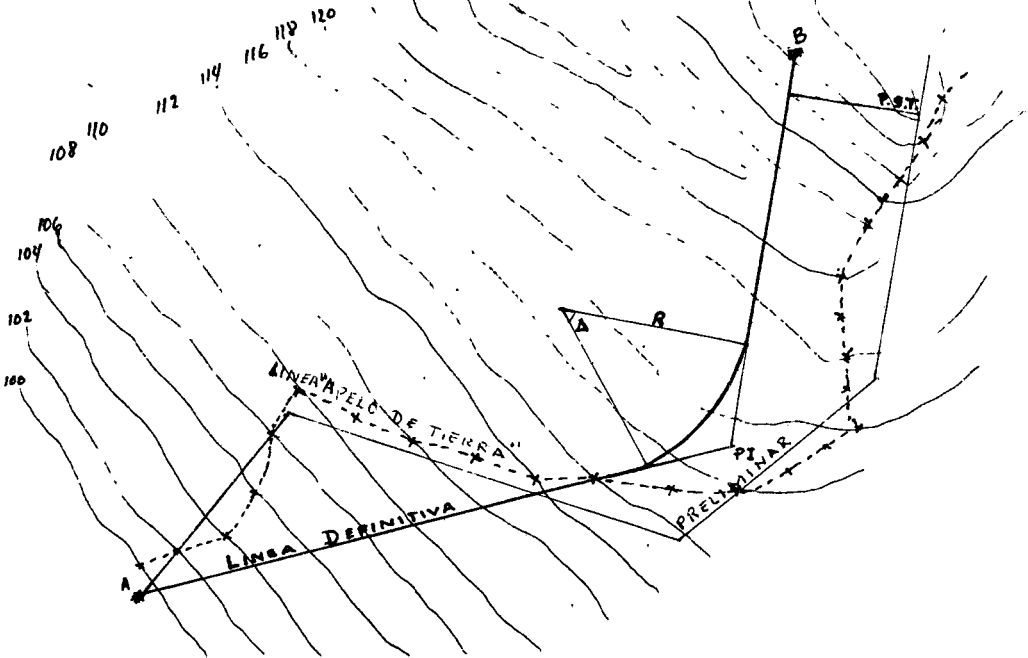 120
118
116
114
112
110
108
106
104
102
100
B
P.S.T.
R
Δ
LINEA "A PELO DE TIERRA"
PI
PRELIMINAR
LINEA DEFINITIVA
A